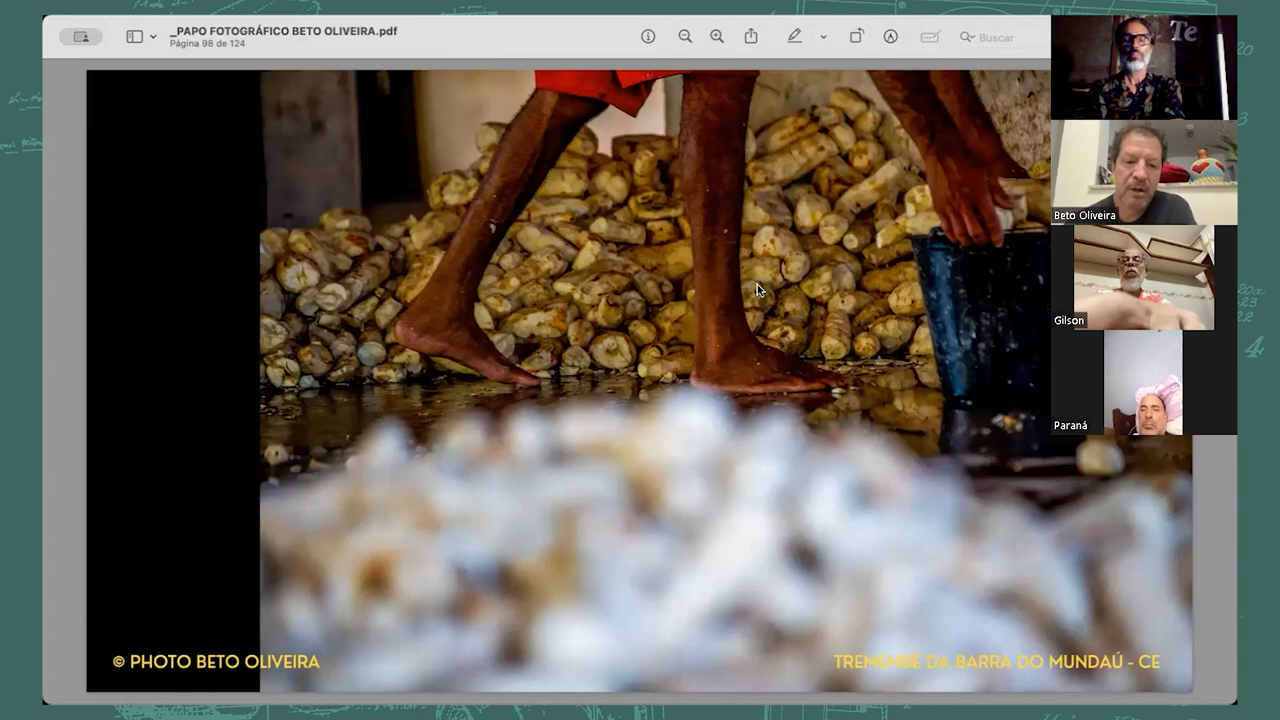 _PAPO FOTOGRÁFICO BETO OLIVEIRA.pdf
Página 98 de 124
Buscar
Te
Beto Oliveira
Gilson
Paraná
© PHOTO BETO OLIVEIRA
TREMEMBÉ DA BARRA DO MUNDAÚ - CE